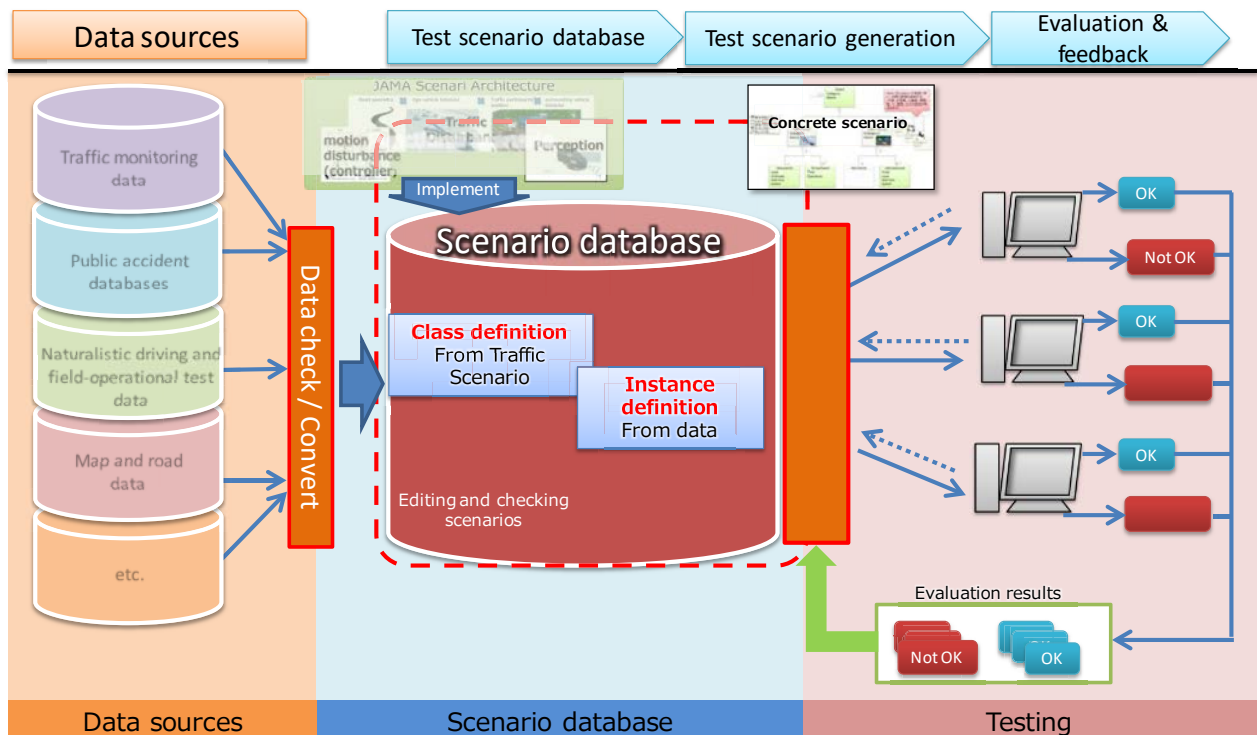 Data sources
Test scenario database
Test scenario generation
Evaluation &
feedback
JAMA Scenari Architecture
Traffic
motion
disturbance
(controller)
Perception
Implement
Concrete scenario
Traffic monitoring
data
Public accident
databases
Naturalistic driving and
field-operational test
data
Map and road
data
etc.
Data check / Convert
Scenario database
Class definition
From Traffic
Scenario
Instance
definition
From data
Editing and checking
scenarios
OK
Not OK
OK
OK
Evaluation results
Not OK
OK
Data sources
Scenario database
Testing